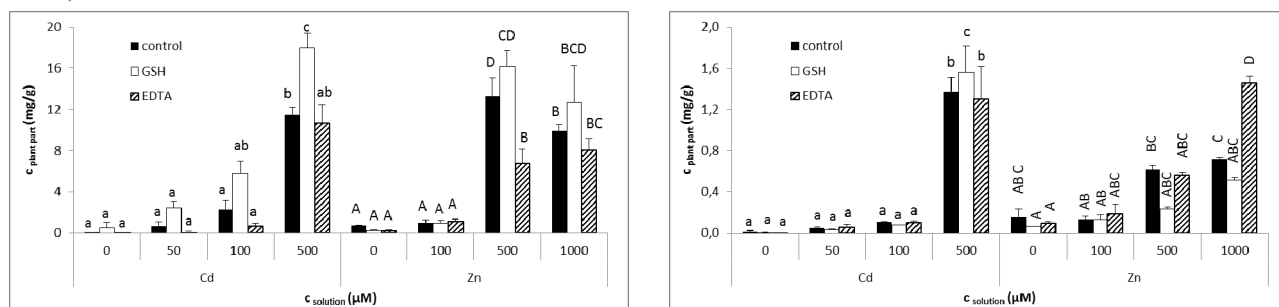 c plant part (mg/g)
20
16
12
8
4
0
control
GSH
EDTA
a a a
a a a
a ab a
b c ab
A A A
A A A
D CD B
B BCD BC
0 50 100 500 0 100 500 1000
Cd Zn
c solution (µM)
c plant part (mg/g)
2,0
1,6
1,2
0,8
0,4
0,0
control
GSH
EDTA
a a a
a a a
a a a
b c b
AB C A A
AB AB ABC
BC ABC ABC
C ABC D
0 50 100 500 0 100 500 1000
Cd Zn
c solution (µM)